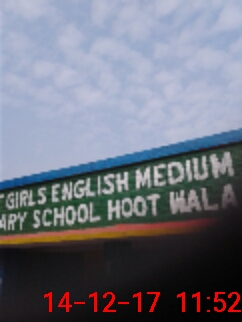 GIRLS ENGLISH MEDIUM
ARY SCHOOL HOOT WALA
14-12-17 11:52